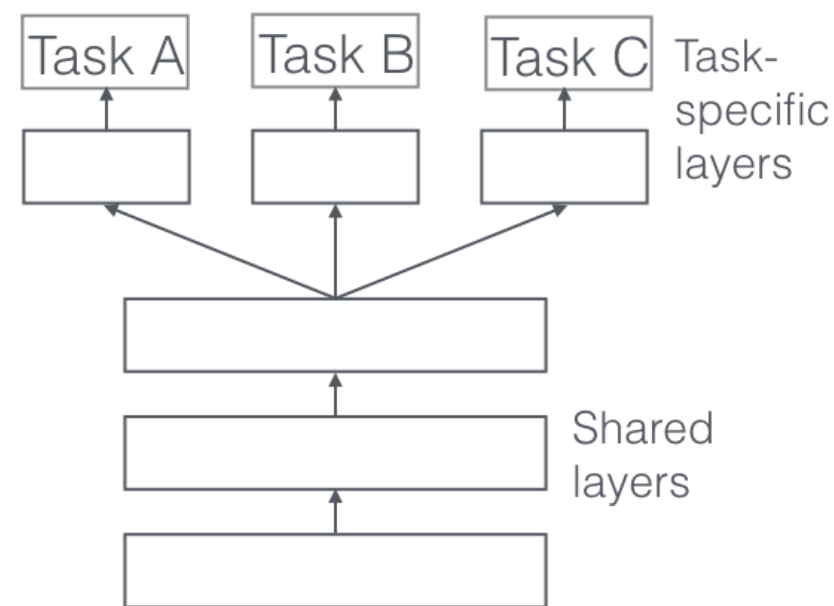 Task A
Task B
Task C
Task-
specific
layers
Shared
layers